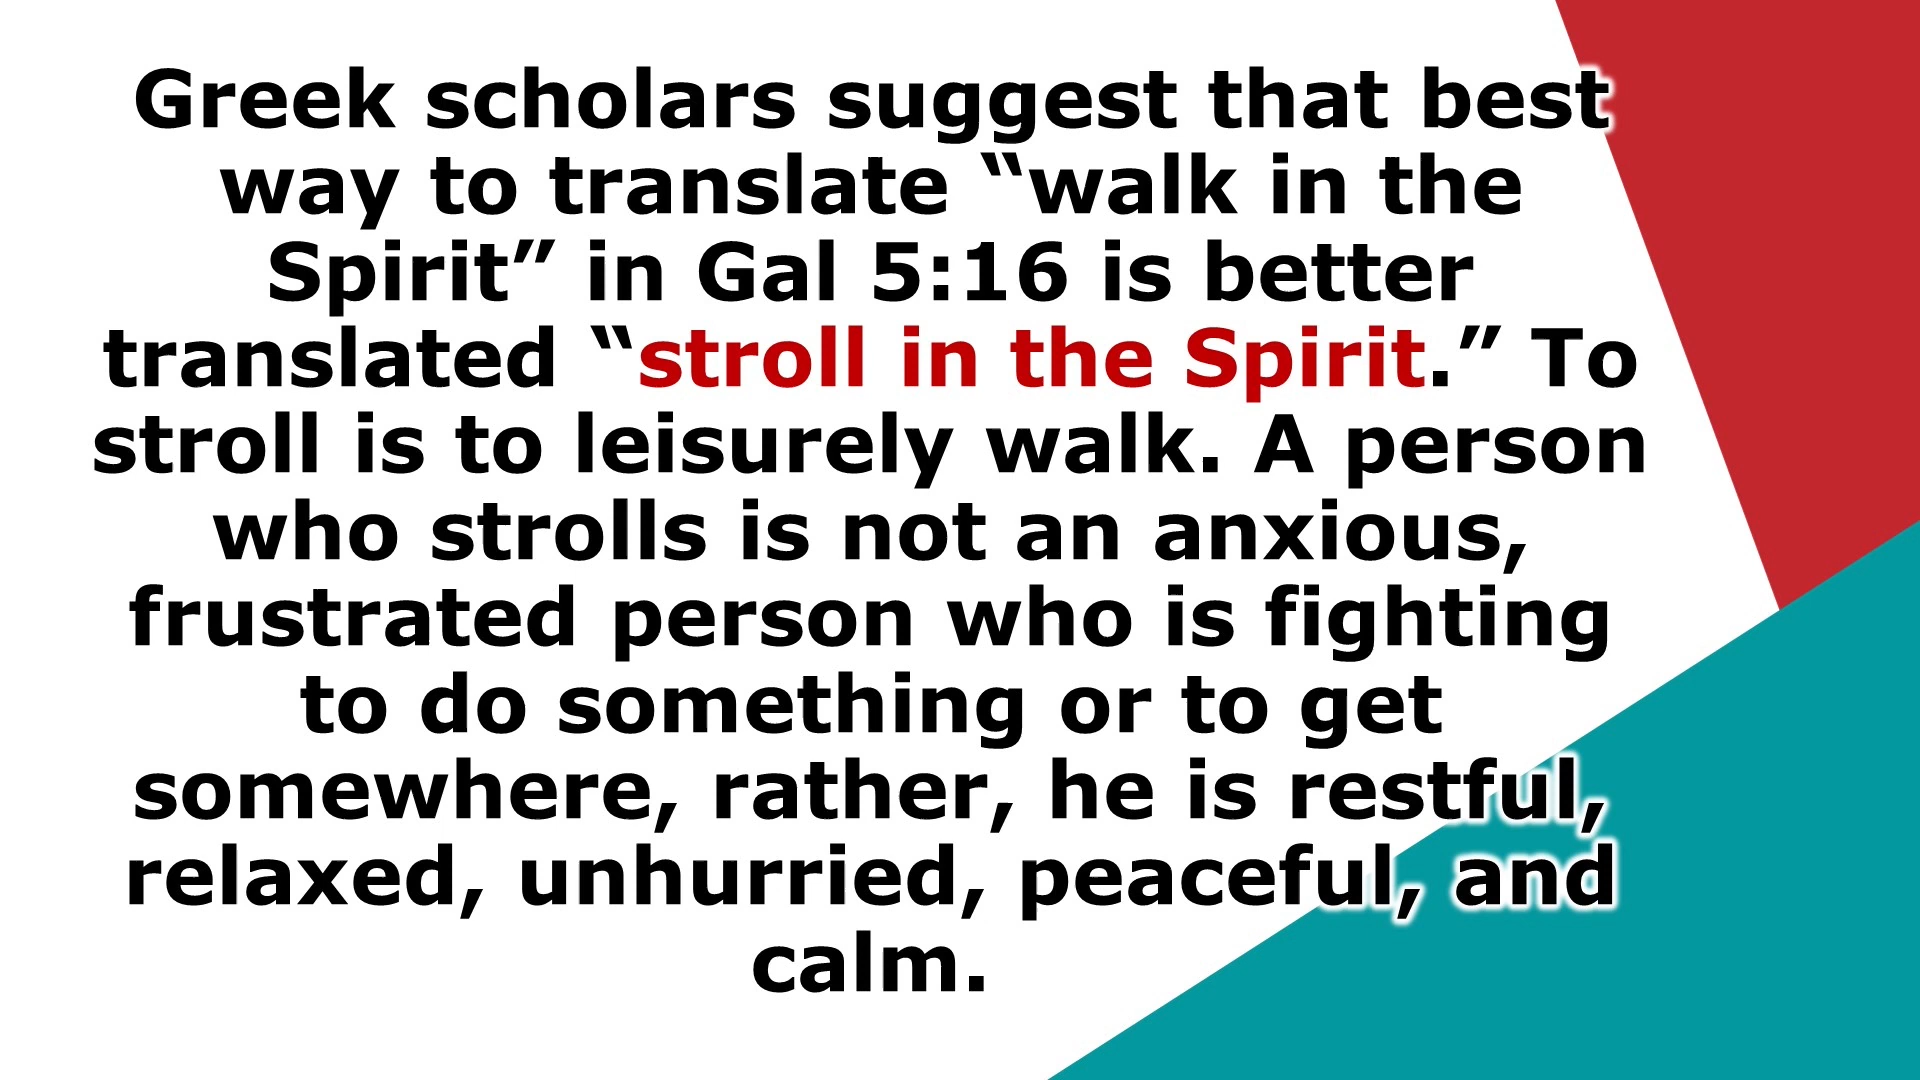 Greek scholars suggest that best
way to translate “walk in the
Spirit” in Gal 5:16 is better
translated “stroll in the Spirit.” To
stroll is to leisurely walk. A person
who strolls is not an anxious,
frustrated person who is fighting
to do something or to get
somewhere, rather, he is restful,
relaxed, unhurried, peaceful, and
calm.